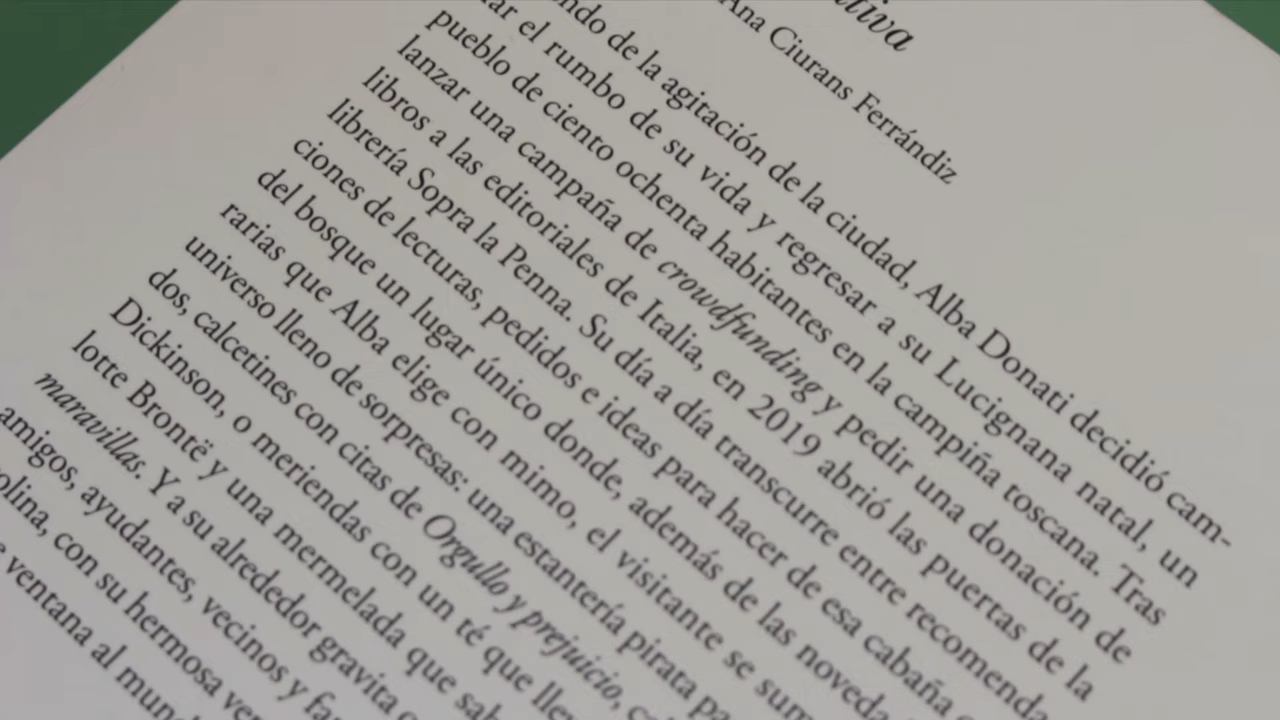 Ana Ciurans Ferrándiz
de la agitación de la ciudad, Alba Donati decidió cam-
el rumbo de su vida y regresar a su Lucignana natal, un
pueblo de ciento ochenta habitantes en la campiña toscana. Tras
lanzar una campaña de crowdfunding y pedir una donación de
libros a las editoriales de Italia, en 2019 abrió las puertas de la
librería Sopra la Penna. Su día a día transcurre entre recomenda
ciones de lecturas, pedidos e ideas para hacer de esa cabaña
del bosque un lugar único donde, además de las noveda
rarias que Alba elige con mimo, el visitante se sum
universo lleno de sorpresas: una estantería pirata pa
dos, calcetines con citas de Orgullo y prejuicio,
Dickinson, o meriendas con un té que lle
lotte Brontë y una mermelada que sab
maravillas. Y a su alrededor gravita
amigos, ayudantes, vecinos y fa
olina, con su hermosa ve
ventana al mun